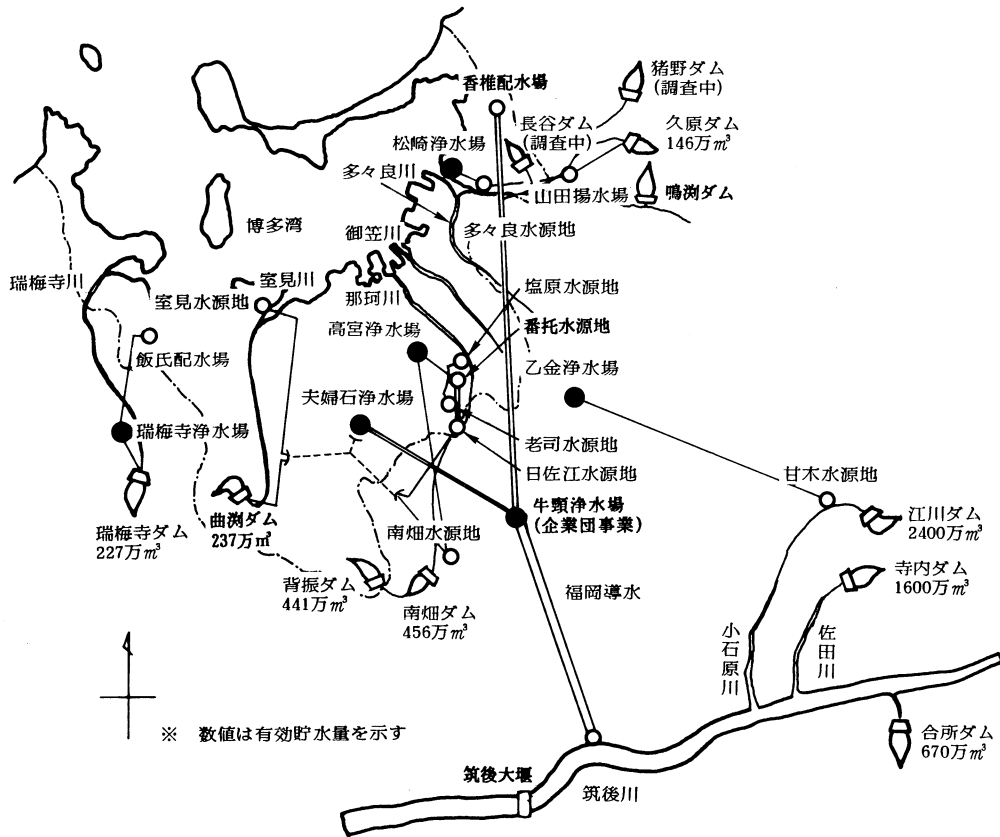 猪野ダム
(調査中)
香椎配水場
長谷ダム
(調査中)
久原ダム
146万㎥
松崎浄水場
多々良川
山田揚水場
鳴渕ダム
博多湾
御笠川
多々良水源地
瑞梅寺川
室見川
室見水源地
那珂川
塩原水源地
高宮浄水場
番托水源地
飯氏配水場
乙金浄水場
夫婦石浄水場
瑞梅寺浄水場
老司水源地
日佐江水源地
甘木水源地
瑞梅寺ダム
227万㎥
曲渕ダム
237万㎥
南畑水源地
牛頸浄水場
(企業団事業)
江川ダム
2400万㎥
背振ダム
441万㎥
南畑ダム
456万㎥
福岡導水
寺内ダム
1600万㎥
小石原川
佐田川
※ 数値は有効貯水量を示す
合所ダム
670万㎥
筑後大堰
筑後川